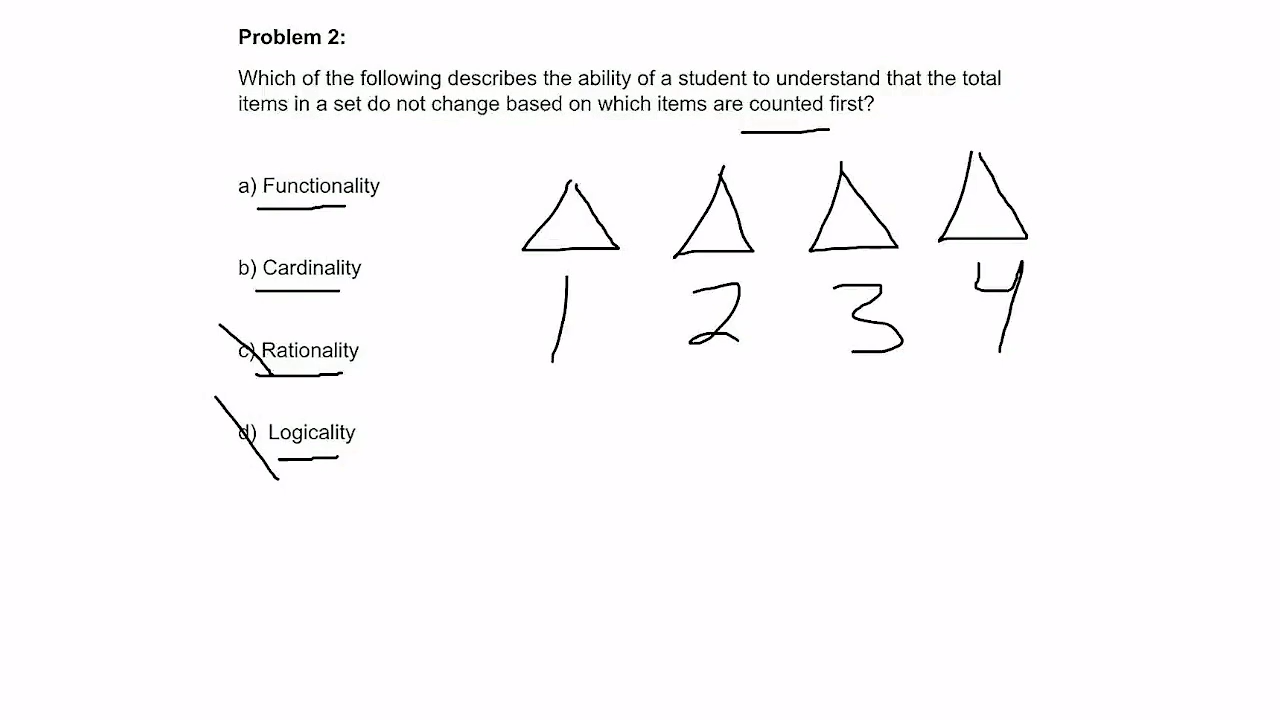 Problem 2:
Which of the following describes the ability of a student to understand that the total
items in a set do not change based on which items are counted first?
a) Functionality
b) Cardinality
c) Rationality
d) Logicality
1 2 3 4